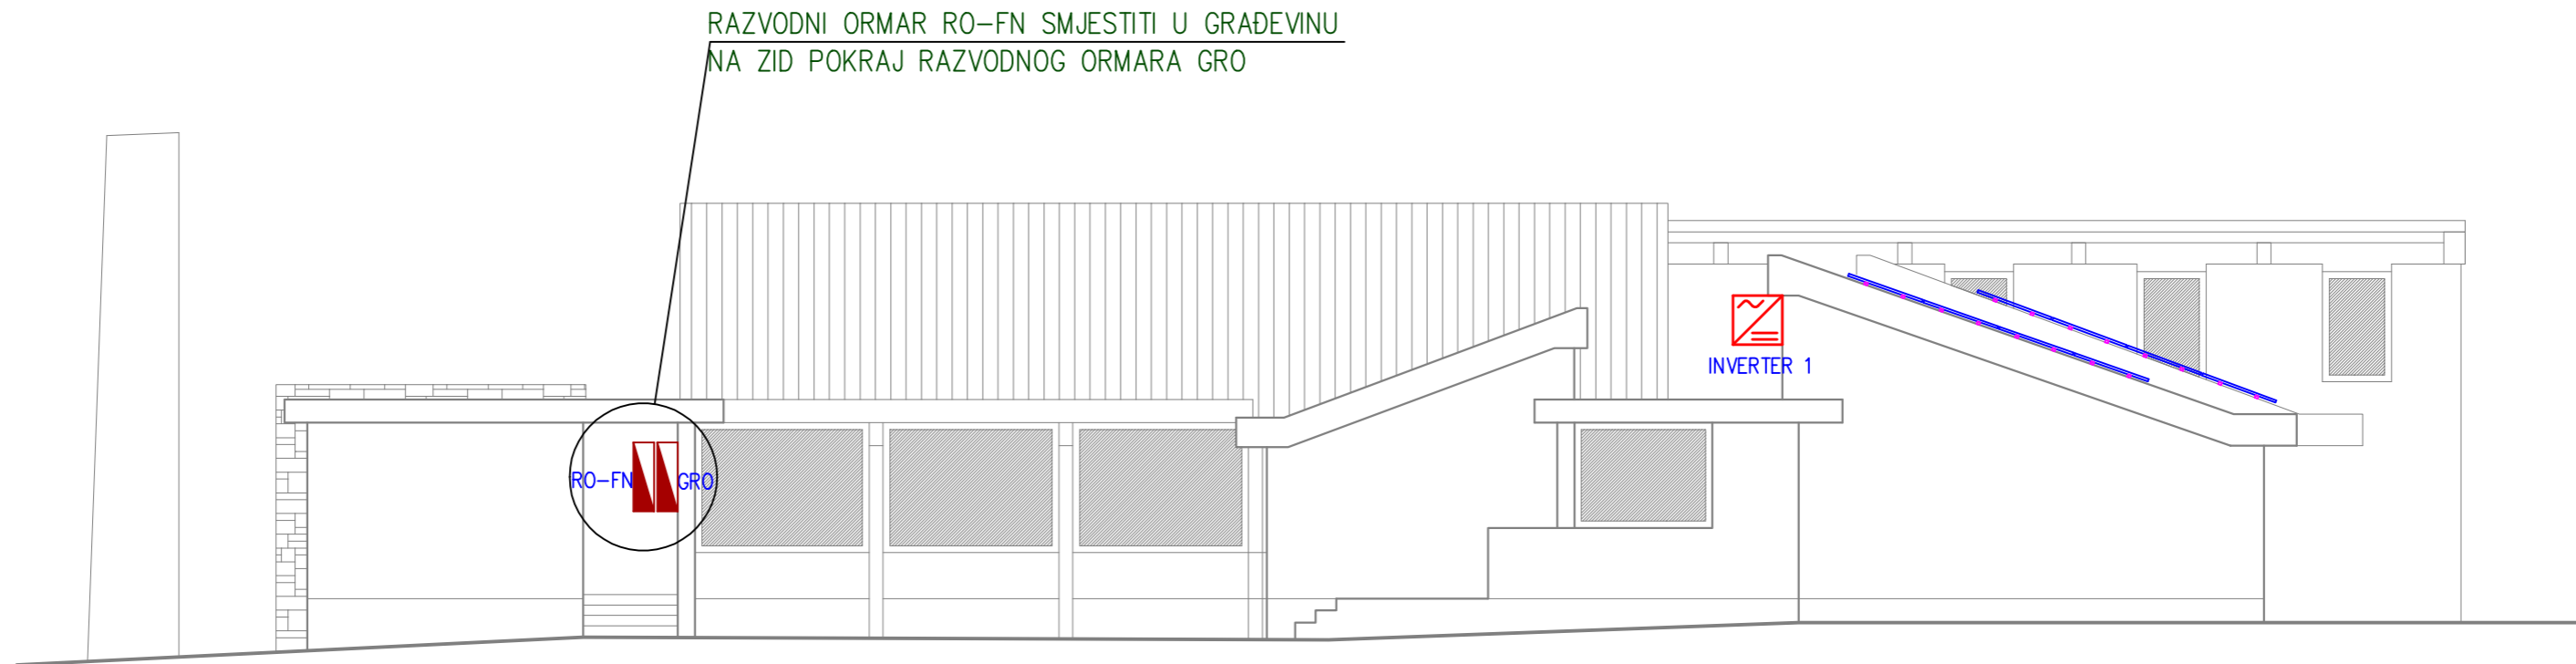 RAZVODNI ORMAR RO-FN SMJESTITI U GRAĐEVINU
NA ZID POKRAJ RAZVODNOG ORMARA GRO
INVERTER 1
RO-FN
GRO